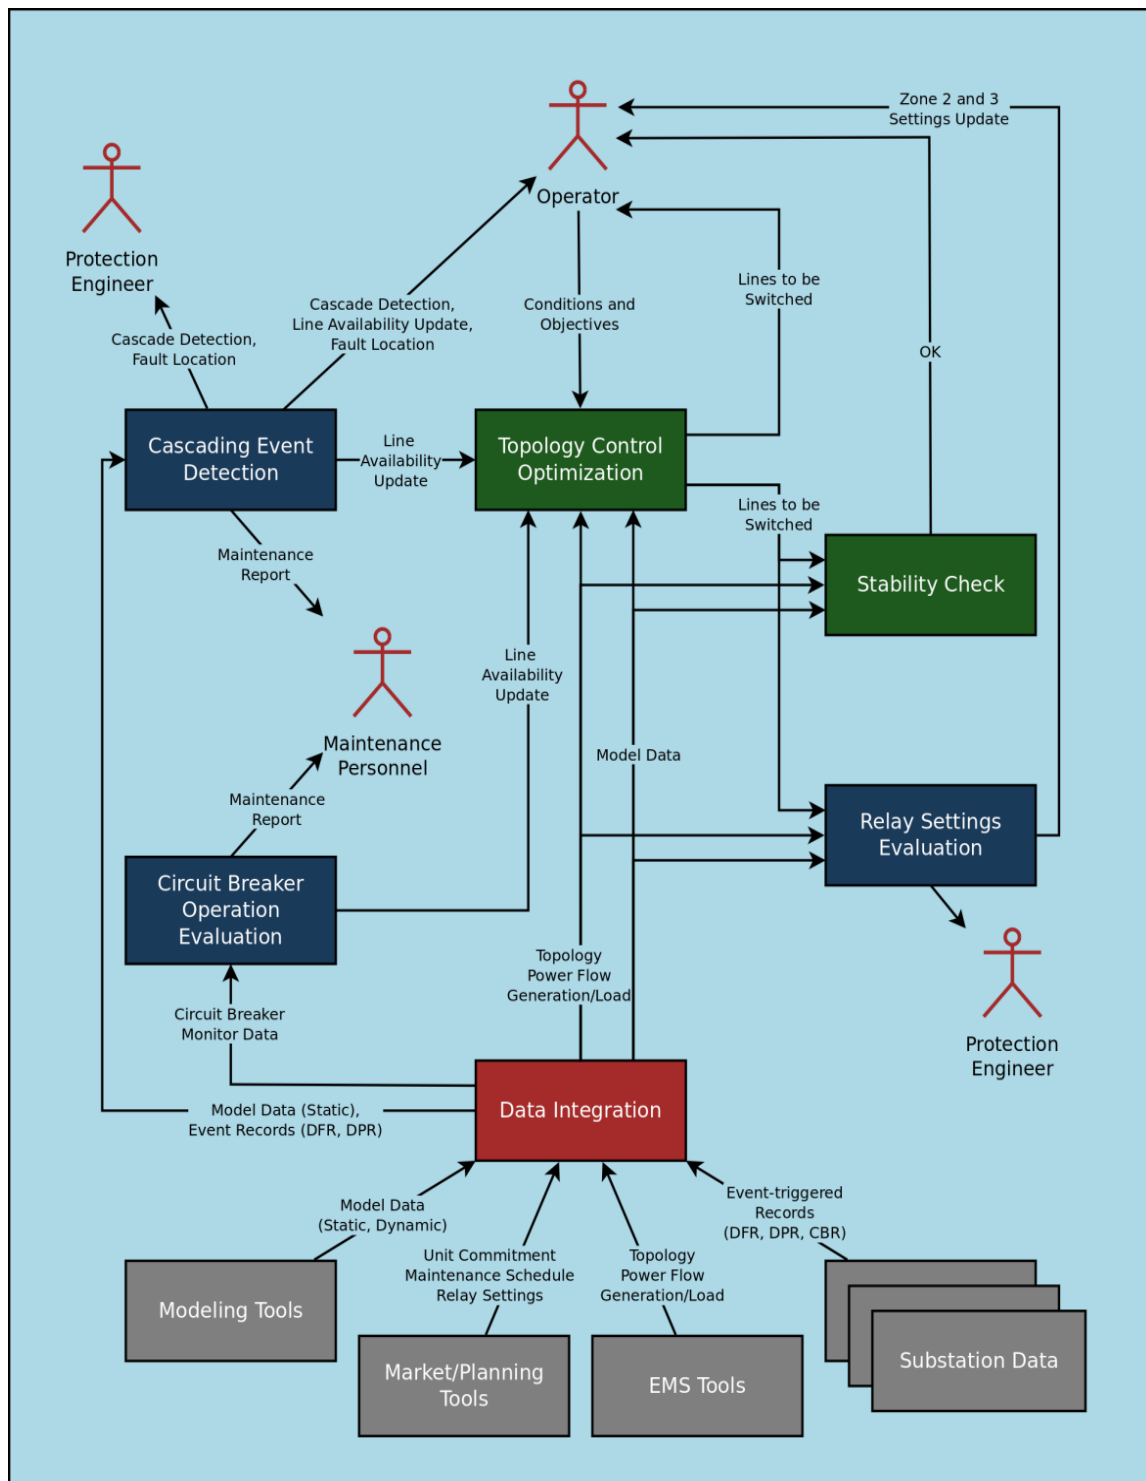 Zone 2 and 3
Settings Update
Operator
Protection
Engineer
Cascade Detection,
Fault Location
Cascade Detection,
Line Availability Update,
Fault Location
Conditions and
Objectives
Lines to be
Switched
OK
Cascading Event
Detection
Line
Availability
Update
Topology Control
Optimization
Lines to be
Switched
Maintenance
Report
Stability Check
Line
Availability
Update
Maintenance
Personnel
Model Data
Maintenance
Report
Relay Settings
Evaluation
Circuit Breaker
Operation
Evaluation
Topology
Power Flow
Generation/Load
Circuit Breaker
Monitor Data
Protection
Engineer
Model Data (Static),
Event Records (DFR, DPR)
Data Integration
Model Data
(Static, Dynamic)
Unit Commitment
Maintenance Schedule
Relay Settings
Topology
Power Flow
Generation/Load
Event-triggered
Records
(DFR, DPR, CBR)
Modeling Tools
Market/Planning
Tools
EMS Tools
Substation Data